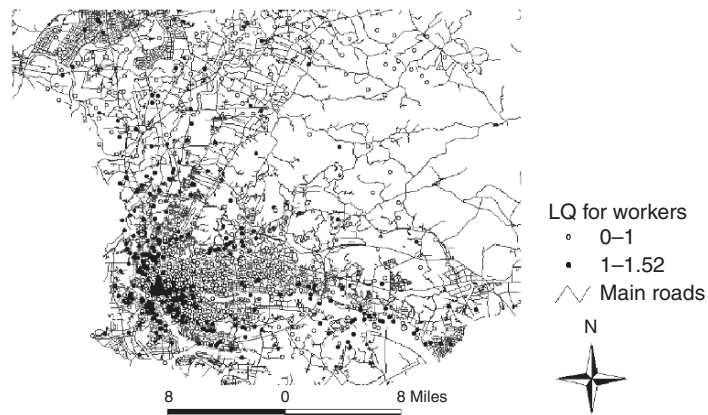 LQ for workers
0–1
1–1.52
Main roads
N
8 0 8 Miles